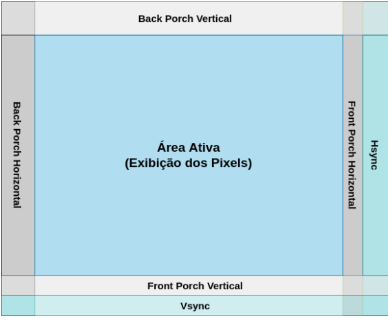 Back Porch Vertical
Back Porch Horizontal
Área Ativa
(Exibição dos Pixels)
Front Porch Horizontal
Hsync
Front Porch Vertical
Vsync